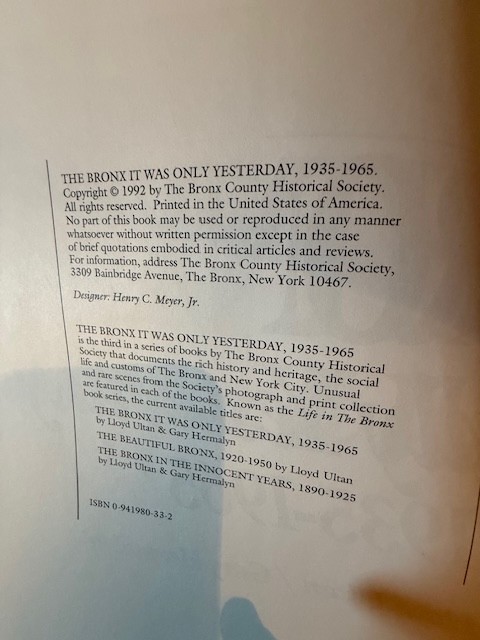 THE BRONX IT WAS ONLY YESTERDAY, 1935-1965.
Copyright © 1992 by The Bronx County Historical Society.
All rights reserved. Printed in the United States of America.
No part of this book may be used or reproduced in any manner
whatsoever without written permission except in the case
of brief quotations embodied in critical articles and reviews.
For information, address The Bronx County Historical Society,
3309 Bainbridge Avenue, The Bronx, New York 10467.
Designer: Henry C. Meyer, Jr.
THE BRONX IT WAS ONLY YESTERDAY, 1935-1965
is the third in a series of books by The Bronx County Historical
Society that documents the rich history and heritage, the social
life and customs of The Bronx and New York City. Unusual
and rare scenes from the Society's photograph and print collection
are featured in each of the books. Known as the Life in The Bronx
book series, the current available titles are:
THE BRONX IT WAS ONLY YESTERDAY, 1935-1965
by Lloyd Ultan & Gary Hermalyn
THE BEAUTIFUL BRONX, 1920-1950 by Lloyd Ultan
THE BRONX IN THE INNOCENT YEARS, 1890-1925
by Lloyd Ultan & Gary Hermalyn
ISBN 0-941980-33-2